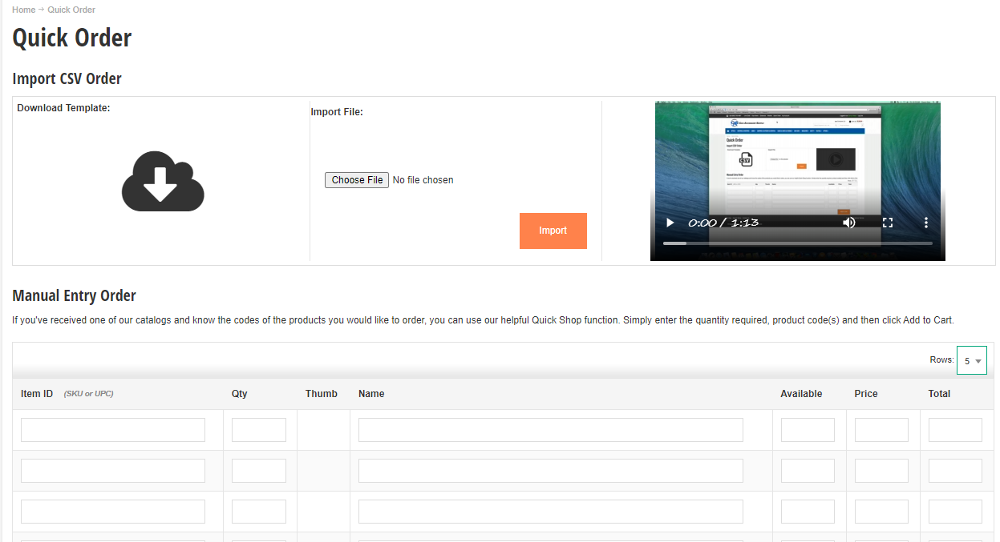 Home → Quick Order
Quick Order
Import CSV Order
Download Template:
Import File:
Choose File No file chosen
Import
Quick Order
CSV
0:00 / 1:13
Manual Entry Order
If you've received one of our catalogs and know the codes of the products you would like to order, you can use our helpful Quick Shop function. Simply enter the quantity required, product code(s) and then click Add to Cart.
Rows: 5
Item ID (SKU or UPC) Qty Thumb Name Available Price Total